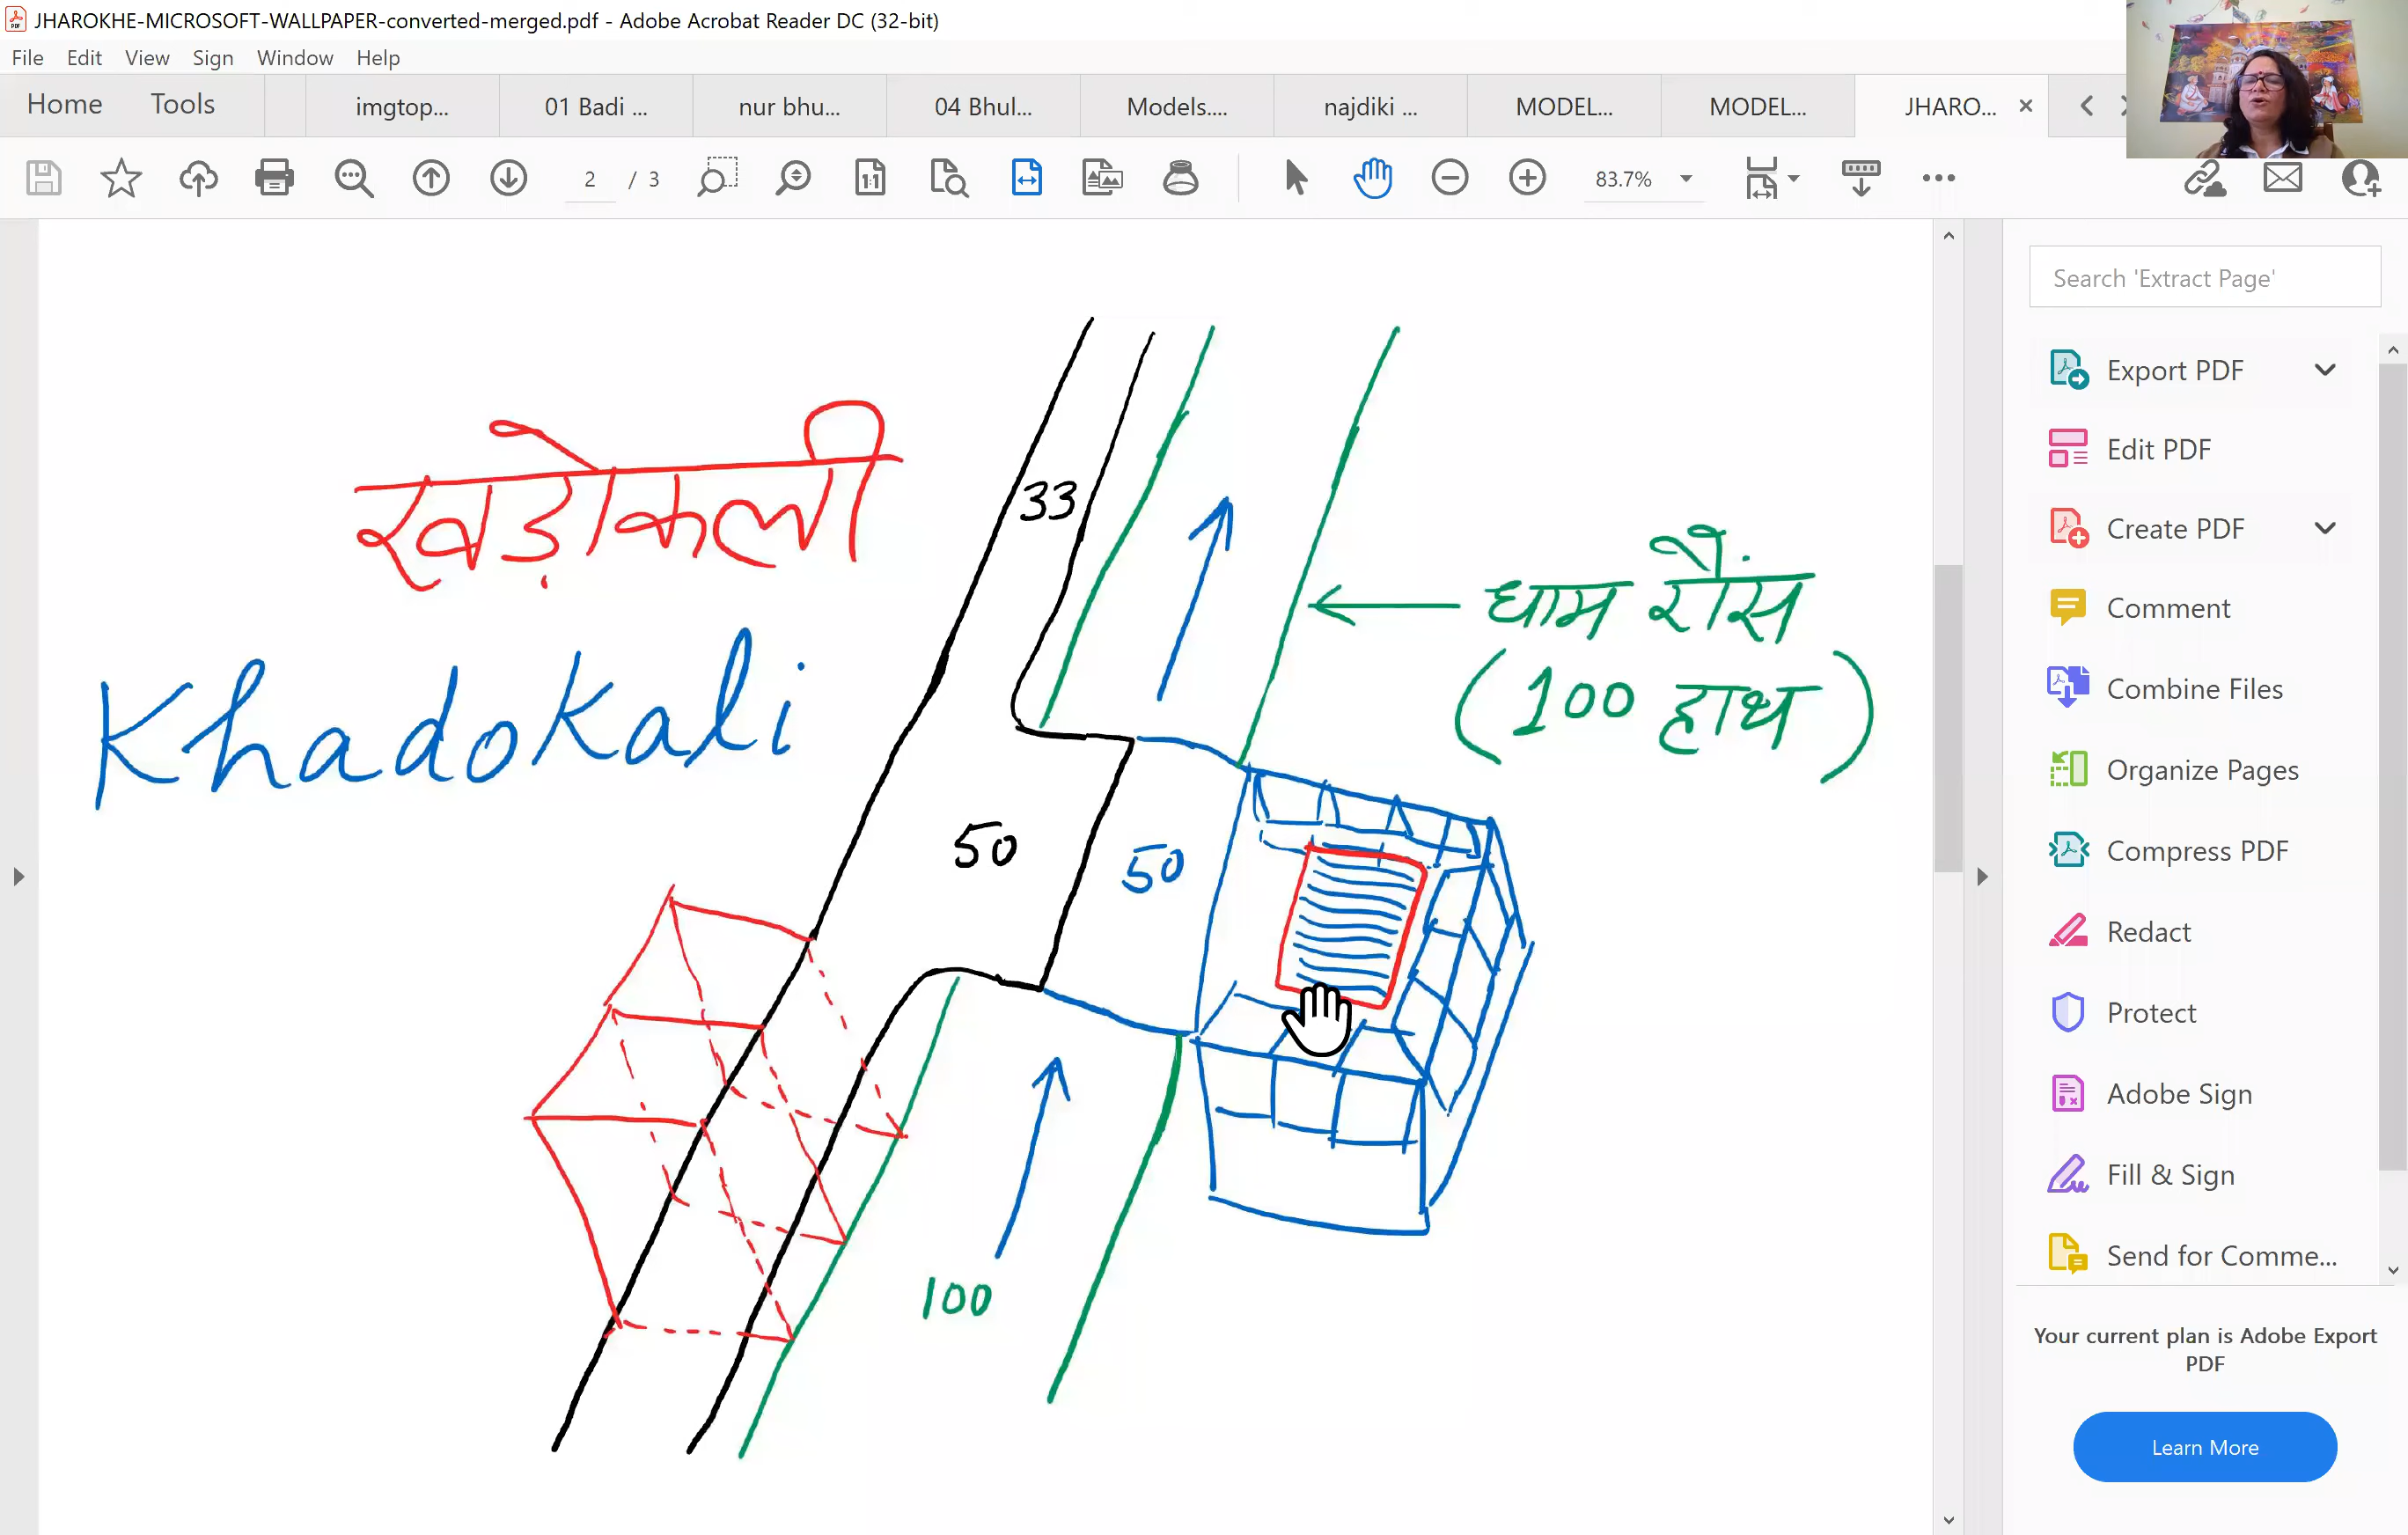 JHAROKHE-MICROSOFT-WALLPAPER-converted-merged.pdf - Adobe Acrobat Reader DC (32-bit)
File Edit View Sign Window Help
Home Tools imgtop... 01 Badi ... nur bhu... 04 Bhul... Models.... najdiki ... MODEL... MODEL... JHARO...
2 / 3 83.7%
Search 'Extract Page'
Export PDF
Edit PDF
Create PDF
Comment
Combine Files
Organize Pages
Compress PDF
Redact
Protect
Adobe Sign
Fill & Sign
Send for Comme...
Your current plan is Adobe Export
PDF
Learn More
खड़ोकली
Khadokali
33
धाम रोंस
(100 हाथ)
50
50
100